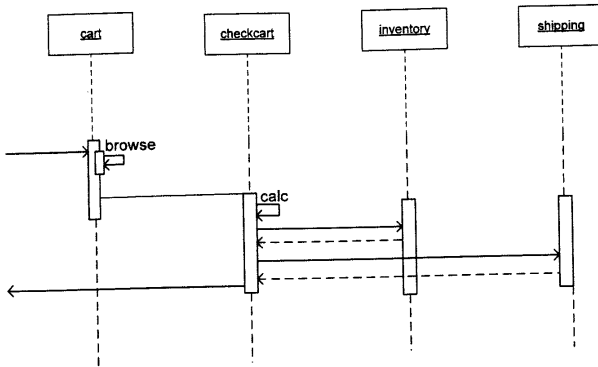 cart
checkcart
inventory
shipping
browse
calc